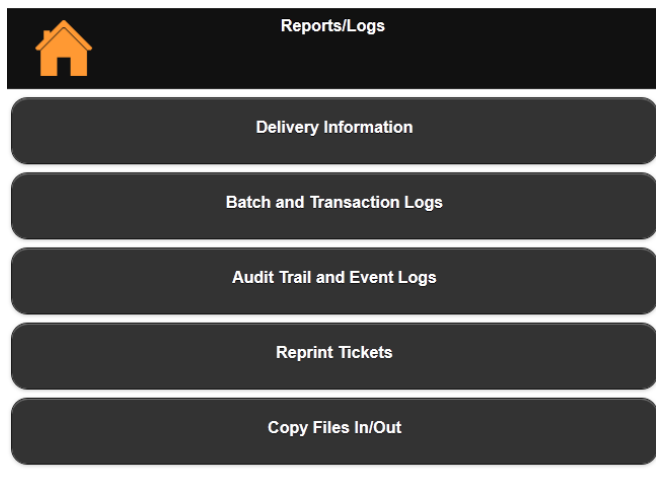 Reports/Logs
Delivery Information
Batch and Transaction Logs
Audit Trail and Event Logs
Reprint Tickets
Copy Files In/Out